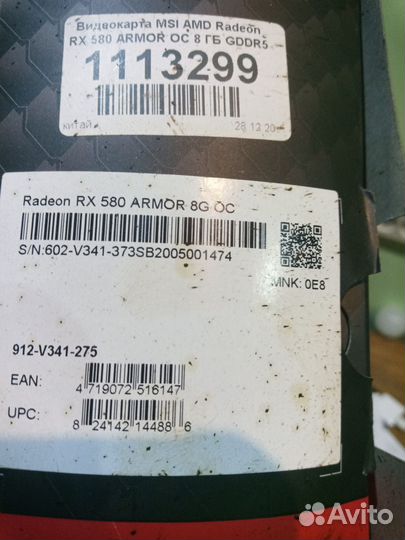 Видеокарта MSI AMD Radeon
RX 580 ARMOR OC 8 ГБ GDDR5
1113299
китай
28 12 20
Radeon RX 580 ARMOR 8G OC
S/N:602-V341-373SB2005001474
MNK: 0E8
912-V341-275
EAN:
4 719072 516147
UPC:
8 24142 14488 6
Avito